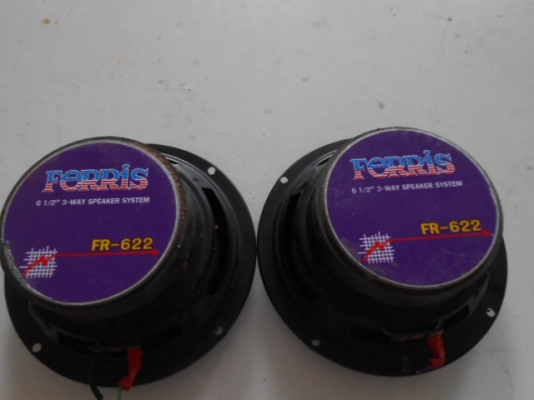 FERRIS
6 1/2" 3-WAY SPEAKER SYSTEM
FR-622
FERRIS
6 1/2" 3-WAY SPEAKER SYSTEM
FR-622